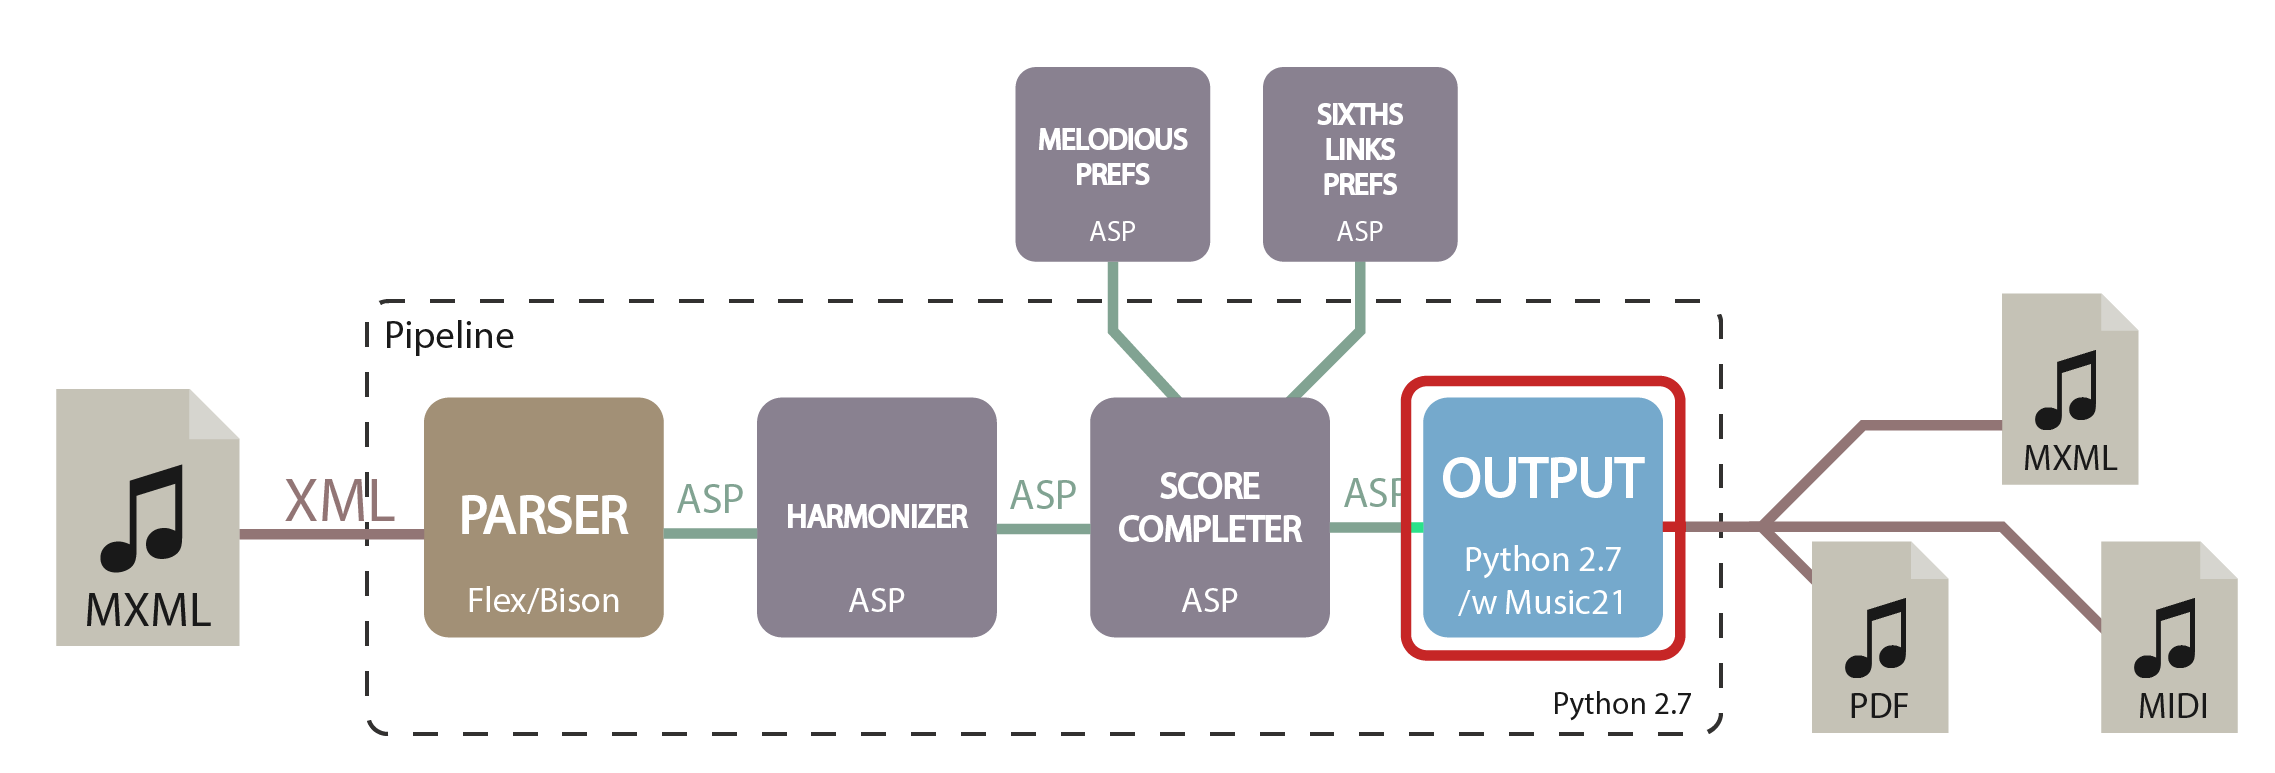 MELODIOUS
PREFS
ASP
SIXTHS
LINKS
PREFS
ASP
Pipeline
MXML
XML
PARSER
Flex/Bison
ASP
HARMONIZER
ASP
ASP
SCORE
COMPLETER
ASP
ASP
OUTPUT
Python 2.7
/w Music21
Python 2.7
MXML
PDF
MIDI